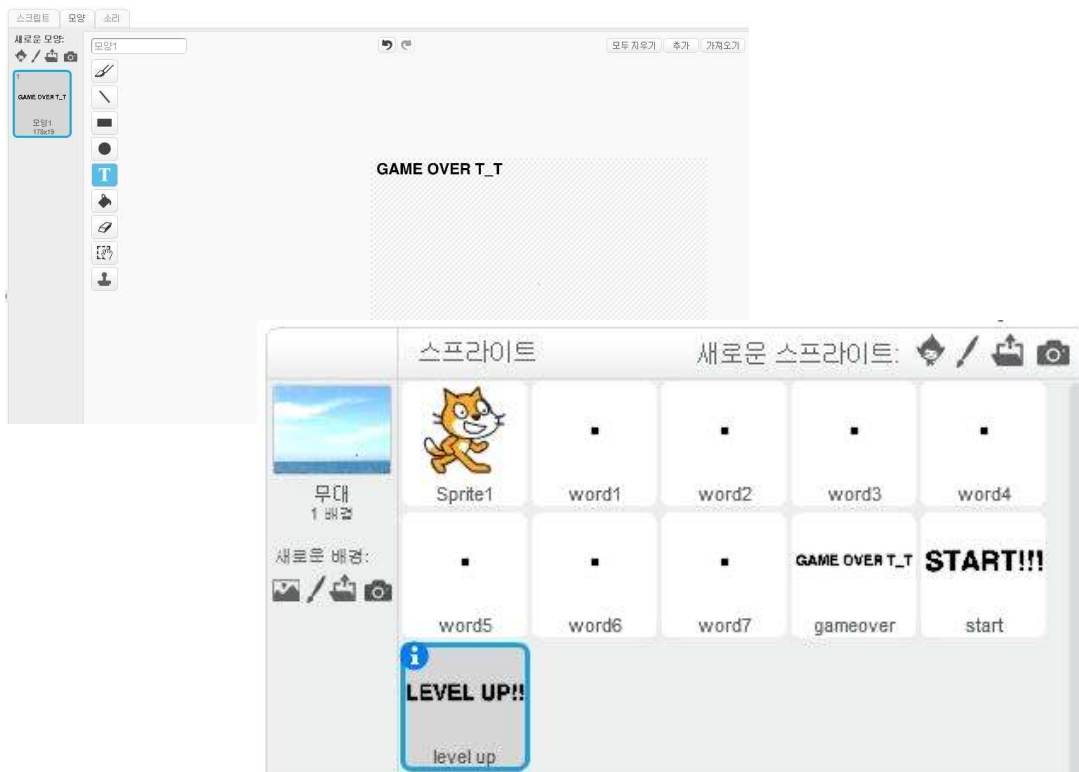 스크립트 모양 소리
새로운 모양:
모양1
모두 지우기 추가 가져오기
1
GAME OVER T_T
모양1
178x19
T
GAME OVER T_T
스프라이트
새로운 스프라이트:
무대
1 배경
새로운 배경:
Sprite1
word1
word2
word3
word4
GAME OVER T_T
START!!!
word5
word6
word7
gameover
start
LEVEL UP!!
level up